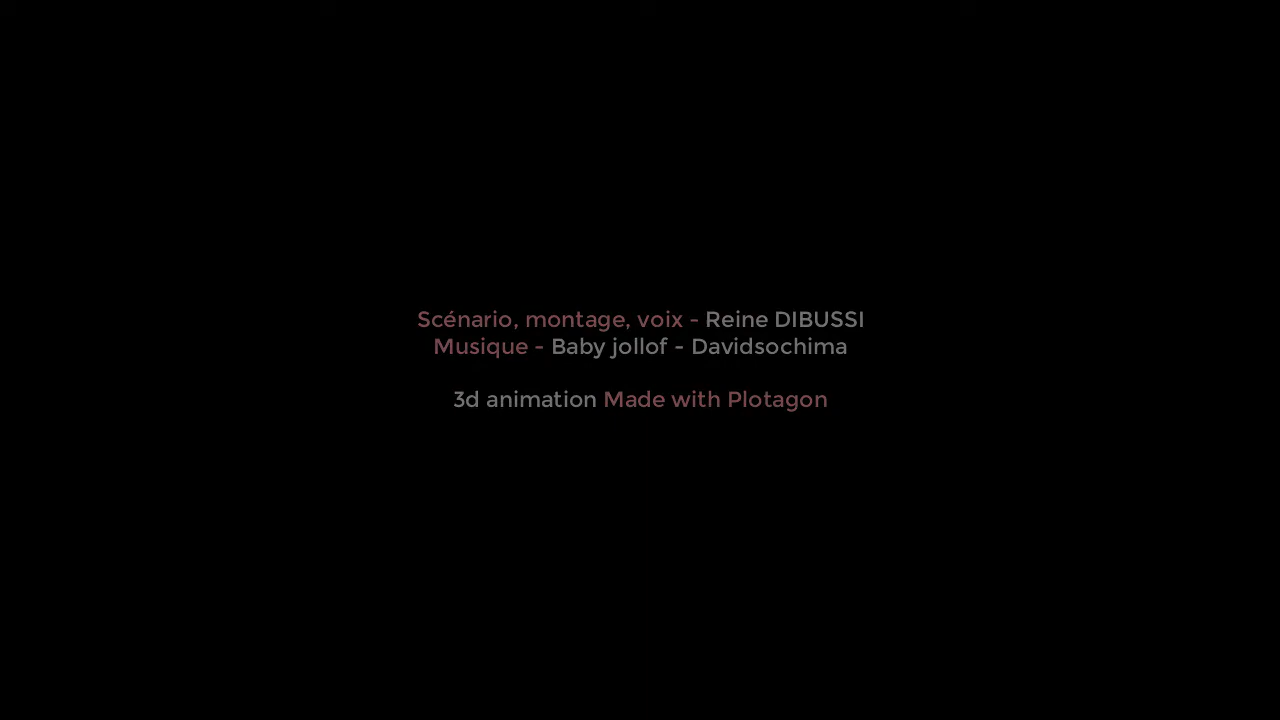 Scénario, montage, voix - Reine DIBUSSI
Musique - Baby jollof - Davidsochima
3d animation Made with Plotagon